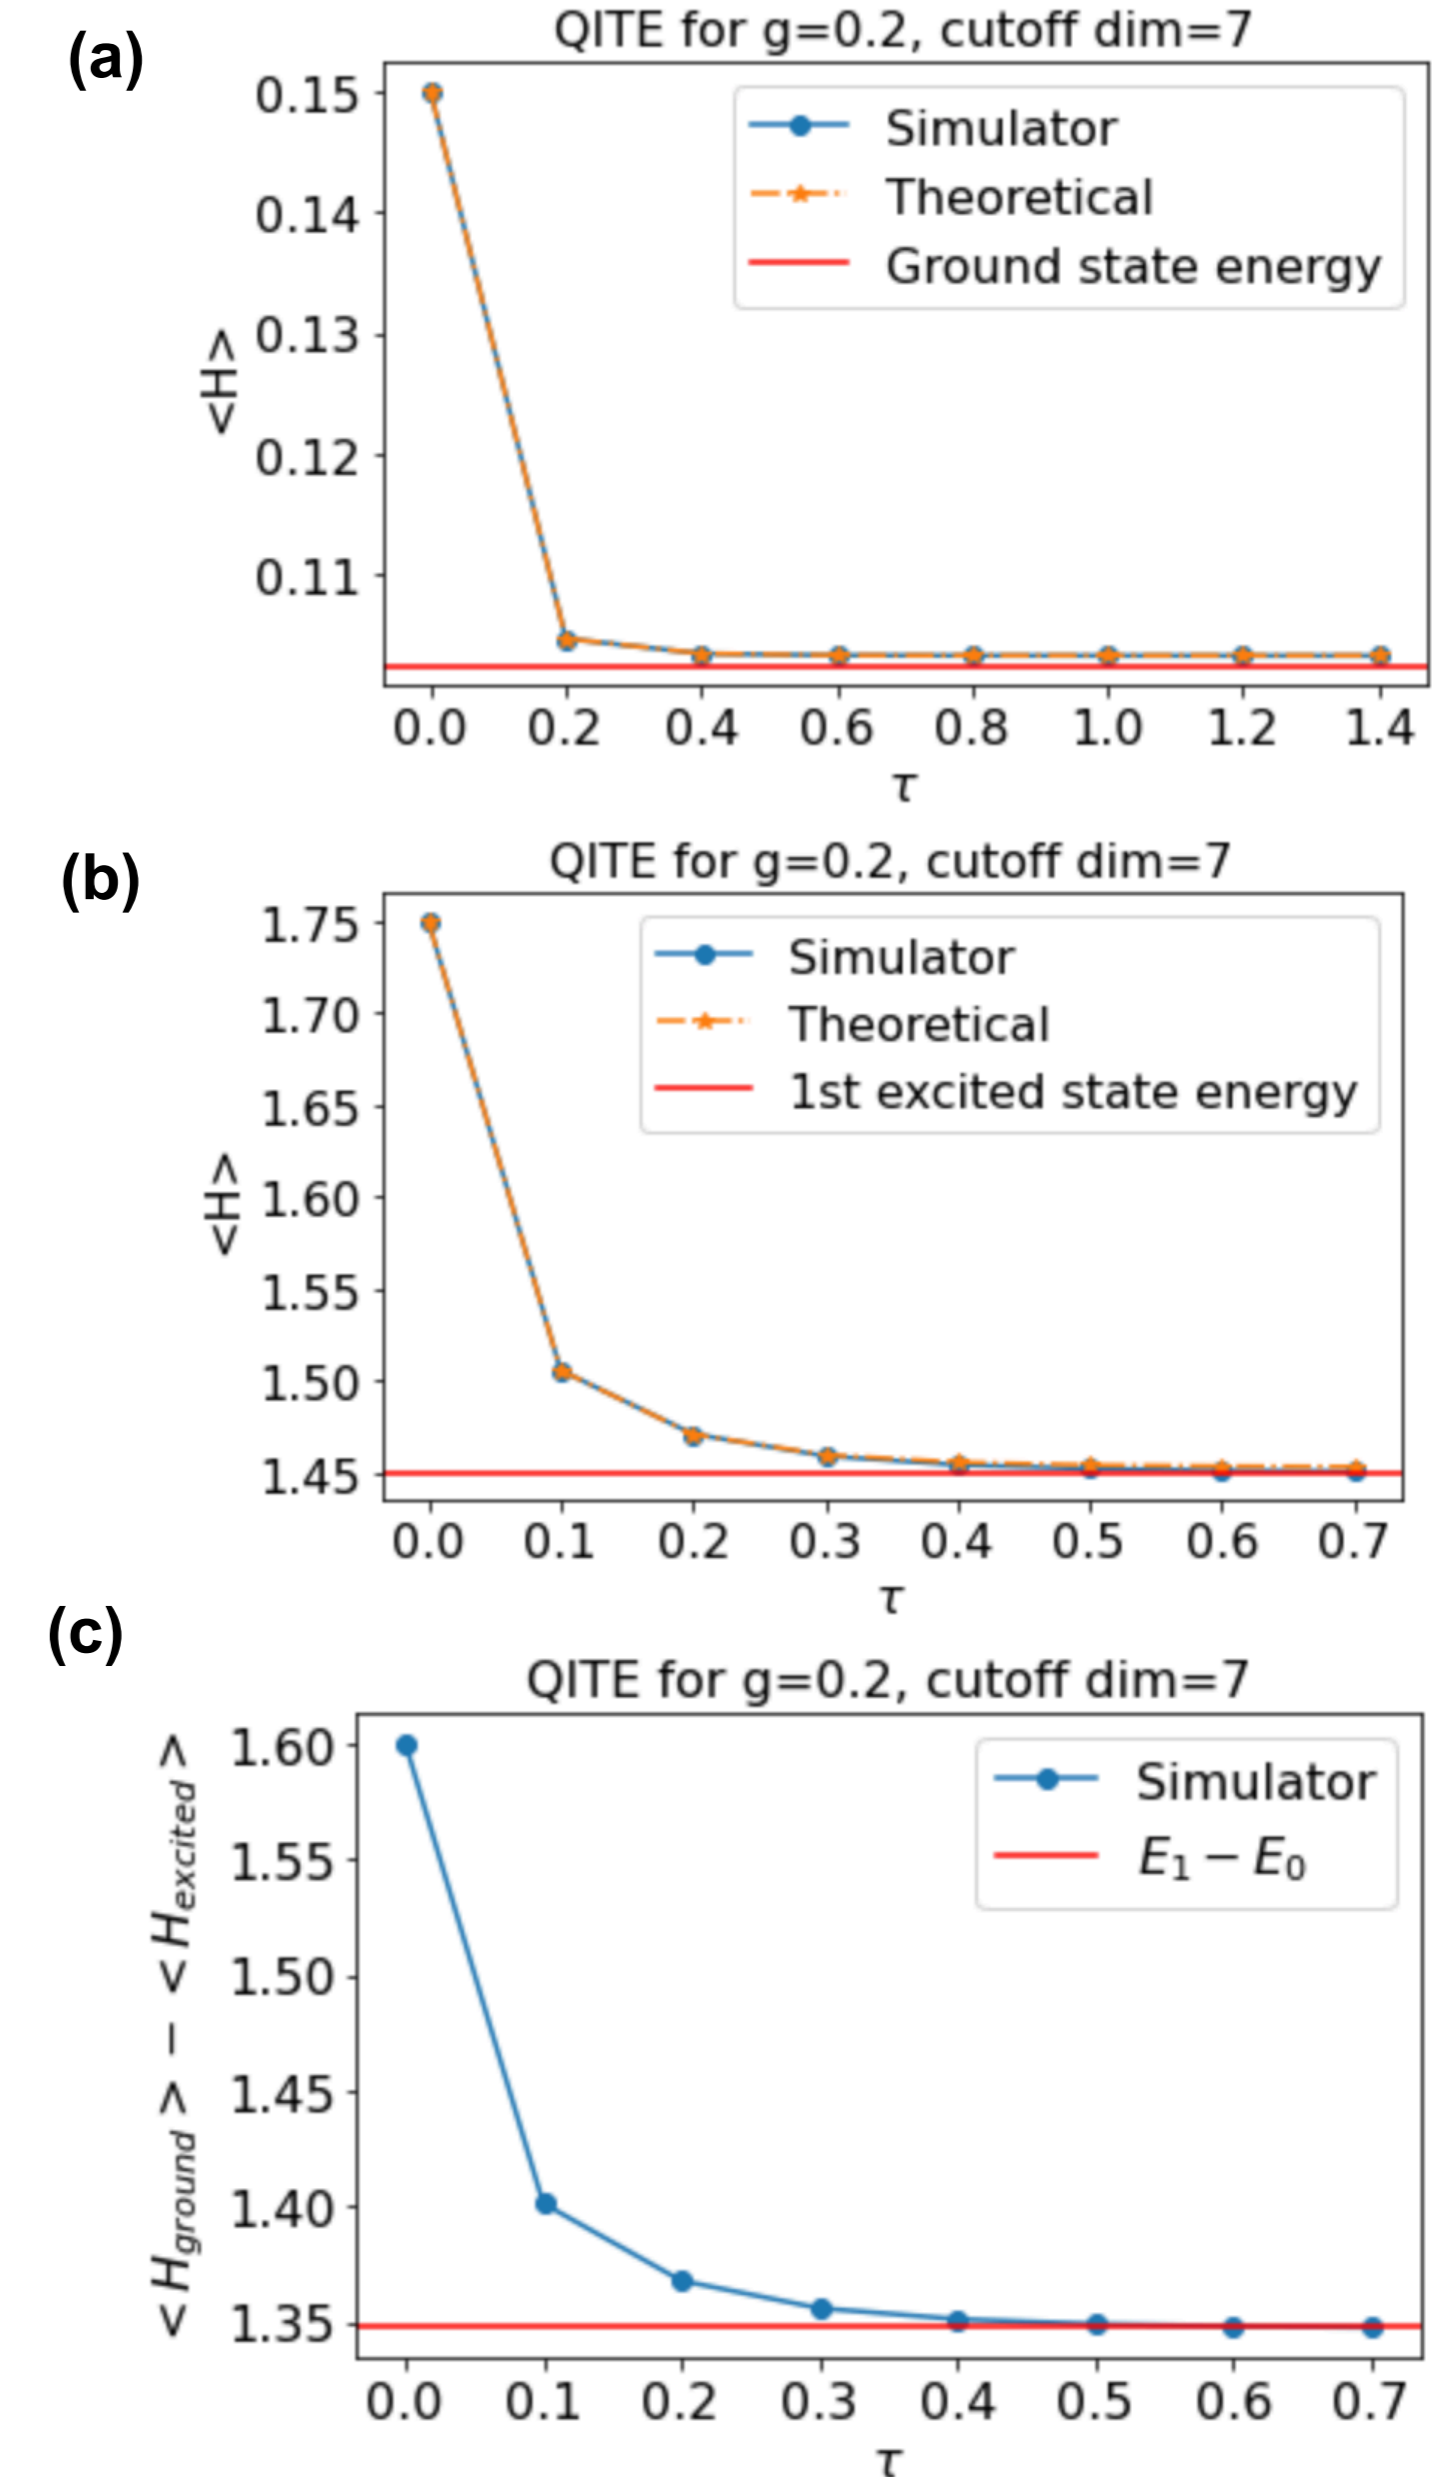 (a)
QITE for g=0.2, cutoff dim=7
0.15
0.14
0.13
0.12
0.11
<H>
Simulator
Theoretical
Ground state energy
0.0 0.2 0.4 0.6 0.8 1.0 1.2 1.4
τ
(b)
QITE for g=0.2, cutoff dim=7
1.75
1.70
1.65
1.60
1.55
1.50
1.45
<H>
Simulator
Theoretical
1st excited state energy
0.0 0.1 0.2 0.3 0.4 0.5 0.6 0.7
τ
(c)
QITE for g=0.2, cutoff dim=7
1.60
1.55
1.50
1.45
1.40
1.35
<H_ground> − <H_excited>
Simulator
E₁ − E₀
0.0 0.1 0.2 0.3 0.4 0.5 0.6 0.7
τ